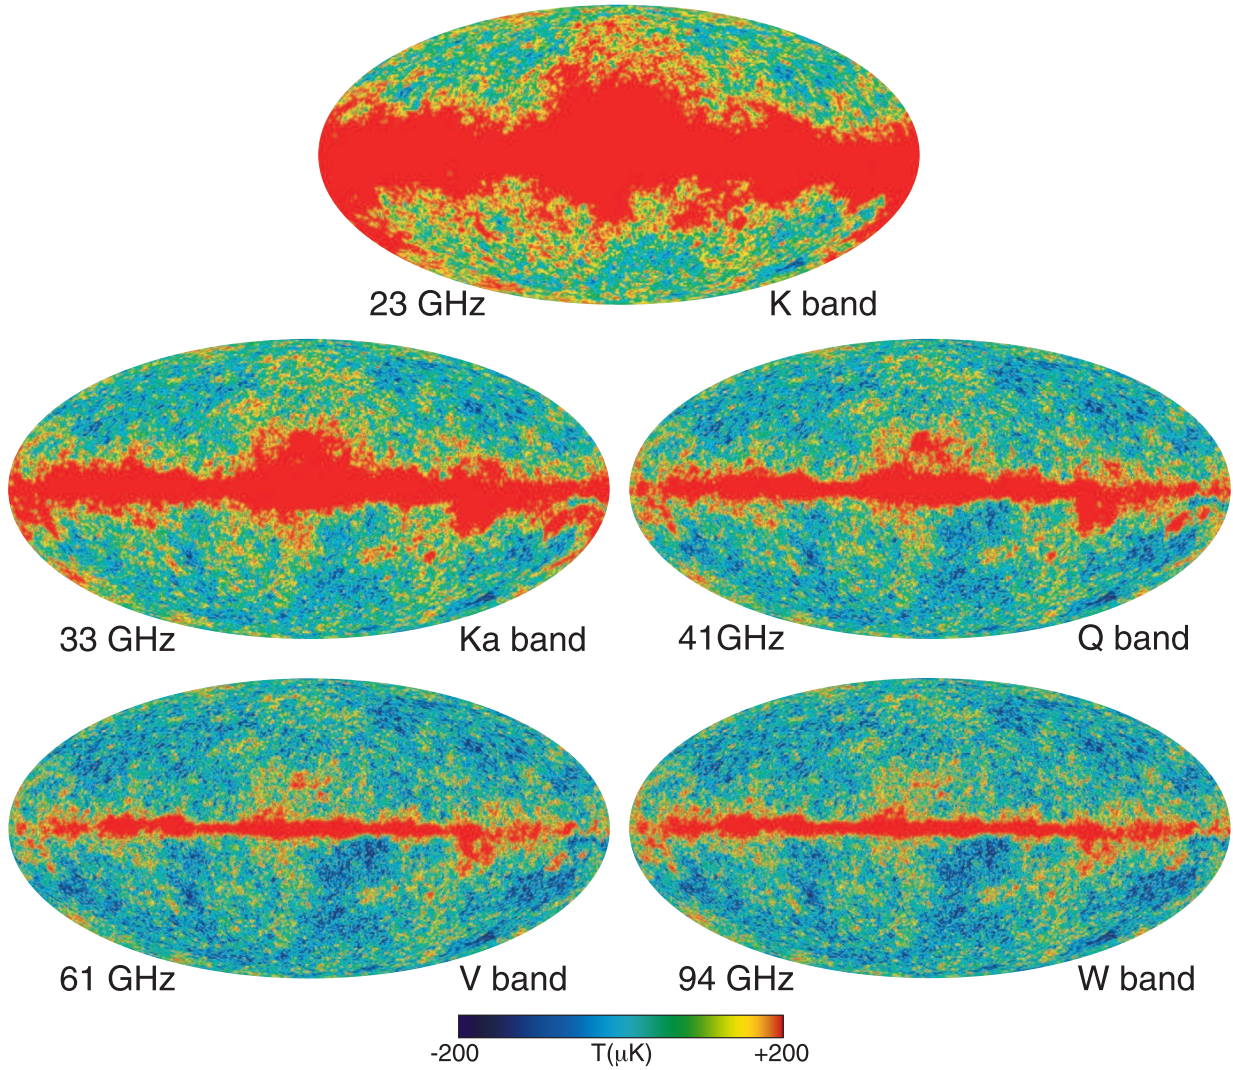 23 GHz K band
33 GHz Ka band
41GHz Q band
61 GHz V band
94 GHz W band
-200 T(μK) +200